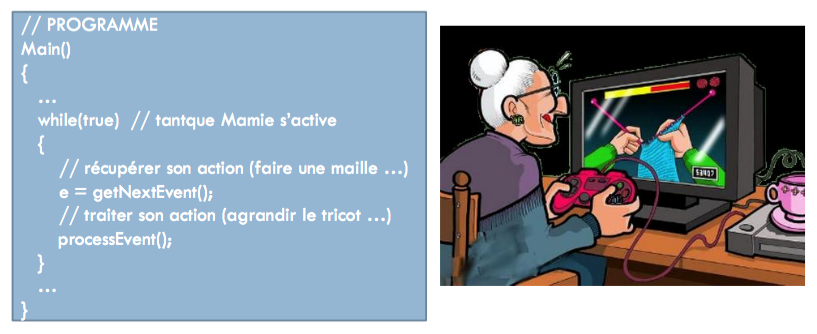 // PROGRAMME
Main()
{
...
while(true) // tantque Mamie s'active
{
// récupérer son action (faire une maille ...)
e = getNextEvent();
// traiter son action (agrandir le tricot ...)
processEvent();
}
...
}